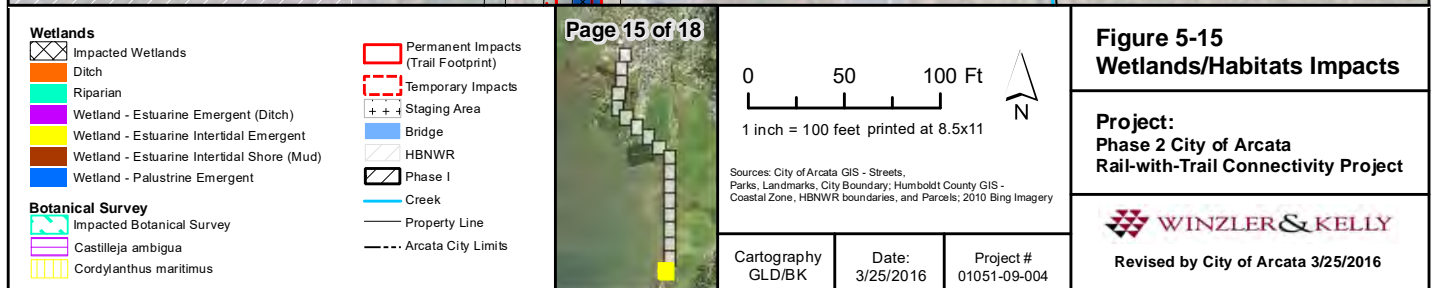 Wetlands
Impacted Wetlands
Ditch
Riparian
Wetland - Estuarine Emergent (Ditch)
Wetland - Estuarine Intertidal Emergent
Wetland - Estuarine Intertidal Shore (Mud)
Wetland - Palustrine Emergent
Botanical Survey
Impacted Botanical Survey
Castilleja ambigua
Cordylanthus maritimus
Permanent Impacts
(Trail Footprint)
Temporary Impacts
Staging Area
Bridge
HBNWR
Phase I
Creek
Property Line
Arcata City Limits
Page 15 of 18
0 50 100 Ft
N
1 inch = 100 feet printed at 8.5x11
Sources: City of Arcata GIS - Streets,
Parks, Landmarks, City Boundary; Humboldt County GIS -
Coastal Zone, HBNWR boundaries, and Parcels; 2010 Bing Imagery
Cartography
GLD/BK
Date:
3/25/2016
Project #
01051-09-004
Figure 5-15
Wetlands/Habitats Impacts
Project:
Phase 2 City of Arcata
Rail-with-Trail Connectivity Project
WINZLER & KELLY
Revised by City of Arcata 3/25/2016